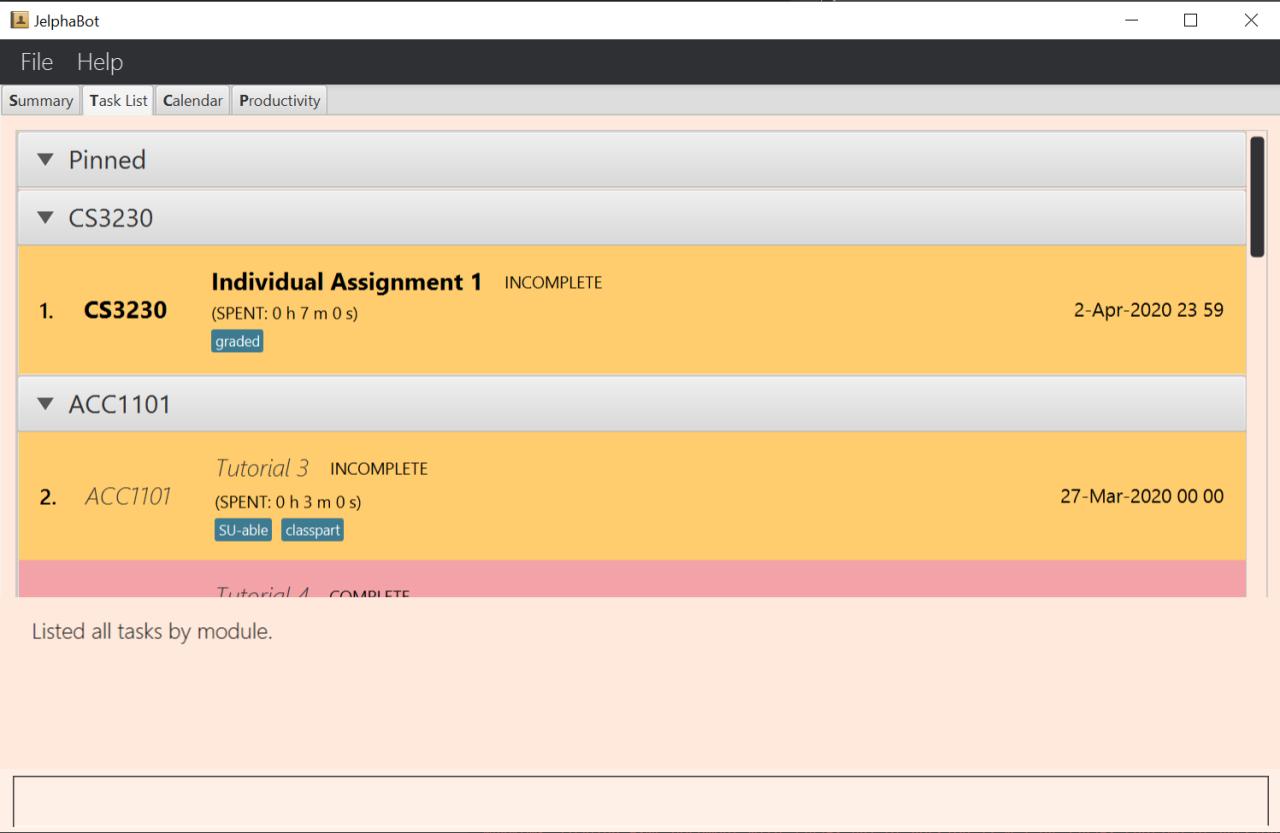 JelphaBot
File Help
Summary Task List Calendar Productivity
Pinned
CS3230
1. CS3230 Individual Assignment 1 INCOMPLETE
(SPENT: 0 h 7 m 0 s)
graded
2-Apr-2020 23 59
ACC1101
2. ACC1101 Tutorial 3 INCOMPLETE
(SPENT: 0 h 3 m 0 s)
SU-able classpart
27-Mar-2020 00 00
Tutorial 4 COMPLETE
Listed all tasks by module.